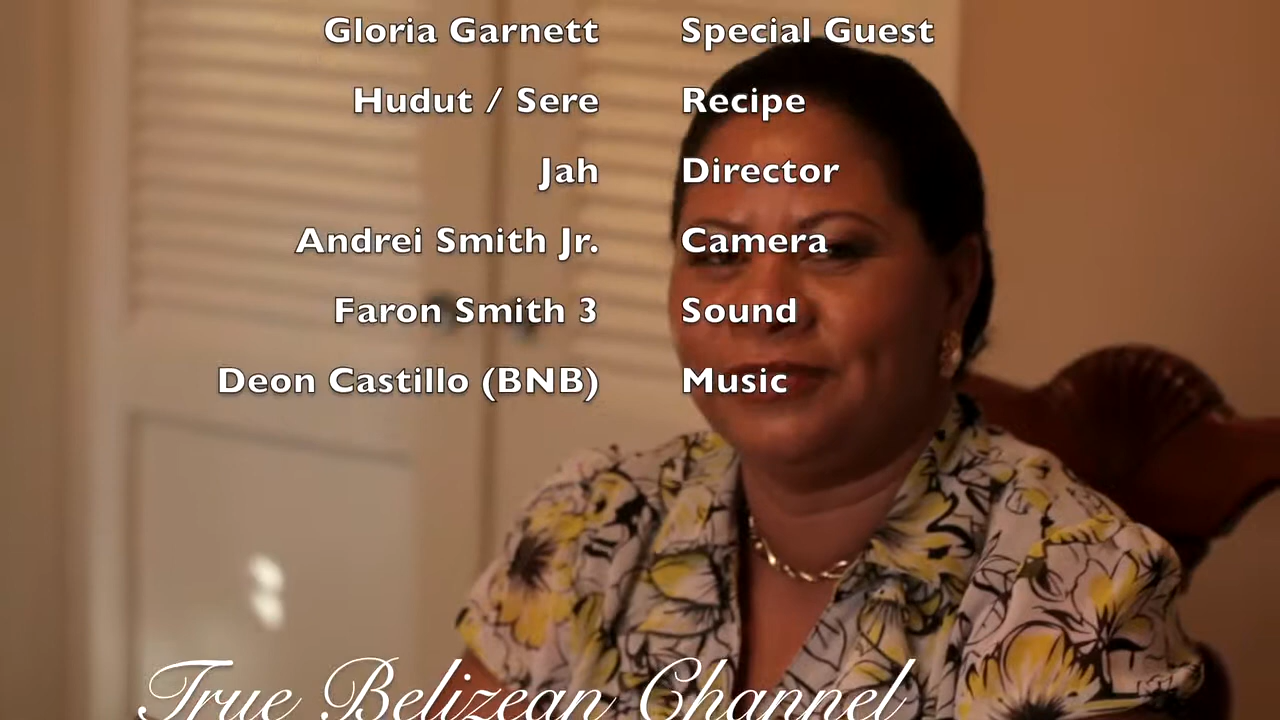 Gloria Garnett Special Guest
Hudut / Sere Recipe
Jah Director
Andrei Smith Jr. Camera
Faron Smith 3 Sound
Deon Castillo (BNB) Music
True Belizean Channel